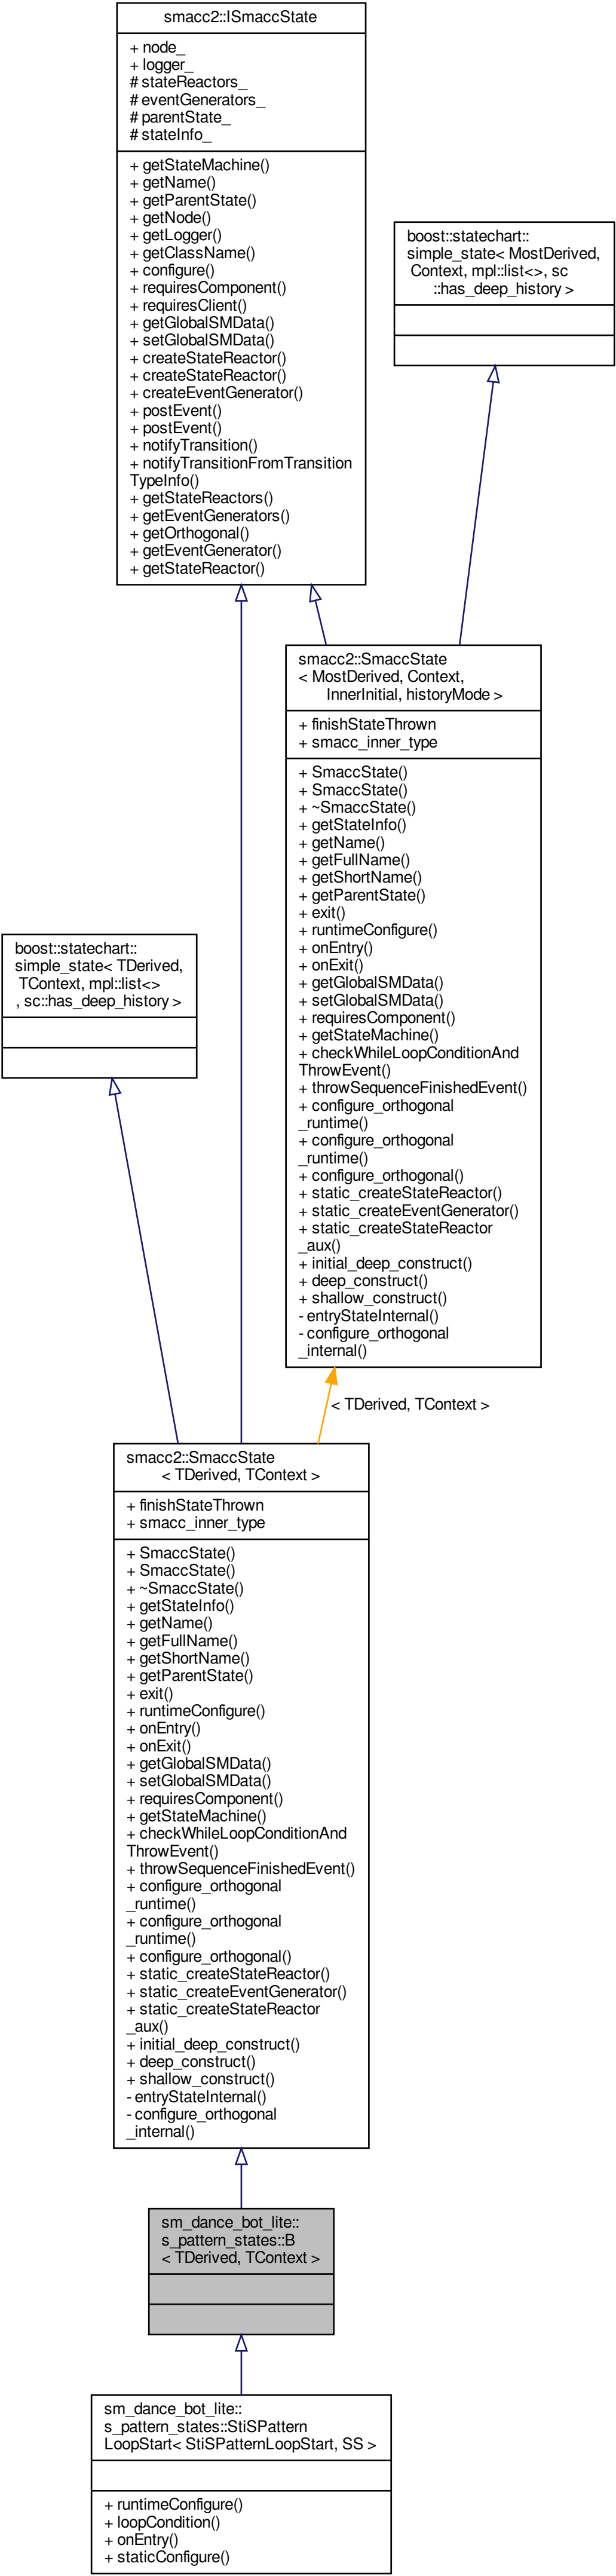 smacc2::ISmaccState
+ node_
+ logger_
# stateReactors_
# eventGenerators_
# parentState_
# stateInfo_
+ getStateMachine()
+ getName()
+ getParentState()
+ getNode()
+ getLogger()
+ getClassName()
+ configure()
+ requiresComponent()
+ requiresClient()
+ getGlobalSMData()
+ setGlobalSMData()
+ createStateReactor()
+ createStateReactor()
+ createEventGenerator()
+ postEvent()
+ postEvent()
+ notifyTransition()
+ notifyTransitionFromTransition
TypeInfo()
+ getStateReactors()
+ getEventGenerators()
+ getOrthogonal()
+ getEventGenerator()
+ getStateReactor()
boost::statechart::
simple_state< MostDerived,
Context, mpl::list<>, sc
::has_deep_history >
smacc2::SmaccState
< MostDerived, Context,
InnerInitial, historyMode >
+ finishStateThrown
+ smacc_inner_type
+ SmaccState()
+ SmaccState()
+ ~SmaccState()
+ getStateInfo()
+ getName()
+ getFullName()
+ getShortName()
+ getParentState()
+ exit()
+ runtimeConfigure()
+ onEntry()
+ onExit()
+ getGlobalSMData()
+ setGlobalSMData()
+ requiresComponent()
+ getStateMachine()
+ checkWhileLoopConditionAnd
ThrowEvent()
+ throwSequenceFinishedEvent()
+ configure_orthogonal
_runtime()
+ configure_orthogonal
_runtime()
+ configure_orthogonal()
+ static_createStateReactor()
+ static_createEventGenerator()
+ static_createStateReactor
_aux()
+ initial_deep_construct()
+ deep_construct()
+ shallow_construct()
- entryStateInternal()
- configure_orthogonal
_internal()
boost::statechart::
simple_state< TDerived,
TContext, mpl::list<>
, sc::has_deep_history >
< TDerived, TContext >
smacc2::SmaccState
< TDerived, TContext >
+ finishStateThrown
+ smacc_inner_type
+ SmaccState()
+ SmaccState()
+ ~SmaccState()
+ getStateInfo()
+ getName()
+ getFullName()
+ getShortName()
+ getParentState()
+ exit()
+ runtimeConfigure()
+ onEntry()
+ onExit()
+ getGlobalSMData()
+ setGlobalSMData()
+ requiresComponent()
+ getStateMachine()
+ checkWhileLoopConditionAnd
ThrowEvent()
+ throwSequenceFinishedEvent()
+ configure_orthogonal
_runtime()
+ configure_orthogonal
_runtime()
+ configure_orthogonal()
+ static_createStateReactor()
+ static_createEventGenerator()
+ static_createStateReactor
_aux()
+ initial_deep_construct()
+ deep_construct()
+ shallow_construct()
- entryStateInternal()
- configure_orthogonal
_internal()
sm_dance_bot_lite::
s_pattern_states::B
< TDerived, TContext >
sm_dance_bot_lite::
s_pattern_states::StiSPattern
LoopStart< StiSPatternLoopStart, SS >
+ runtimeConfigure()
+ loopCondition()
+ onEntry()
+ staticConfigure()